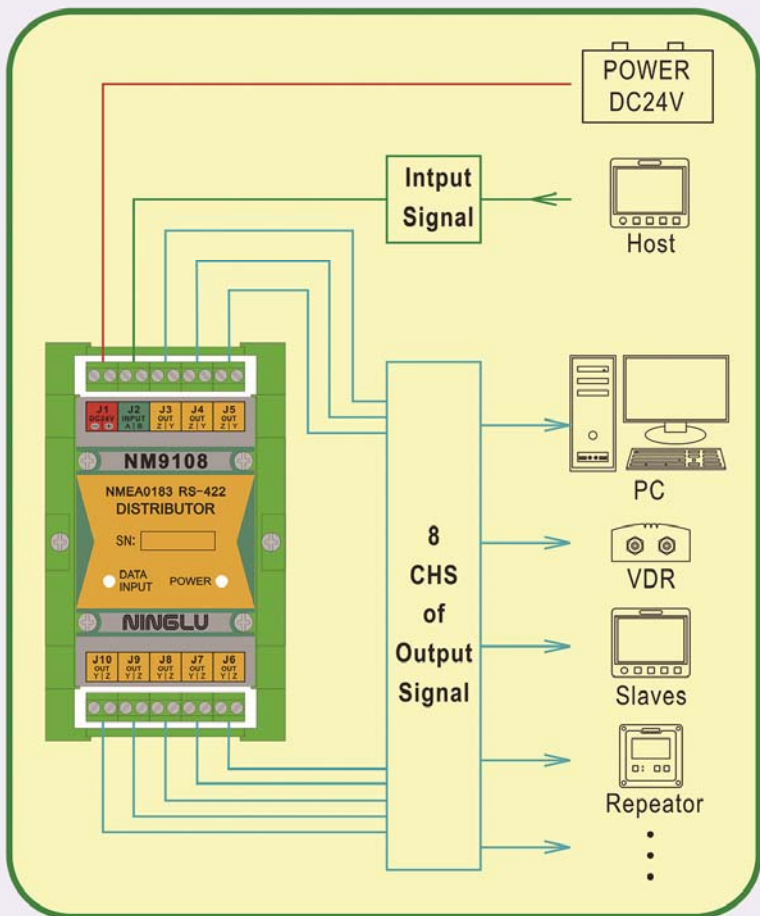 POWER
DC24V
Intput
Signal
Host
J1 J2 J3 J4 J5
DC24V INPUT OUT OUT OUT
- + A B Z Y Z Y Z Y
NM9108
NMEA0183 RS-422
DISTRIBUTOR
SN:
DATA
INPUT
POWER
NINGLU
J10 J9 J8 J7 J6
OUT OUT OUT OUT OUT
Y Z Y Z Y Z Y Z Y Z
8
CHS
of
Output
Signal
PC
VDR
Slaves
Repeator